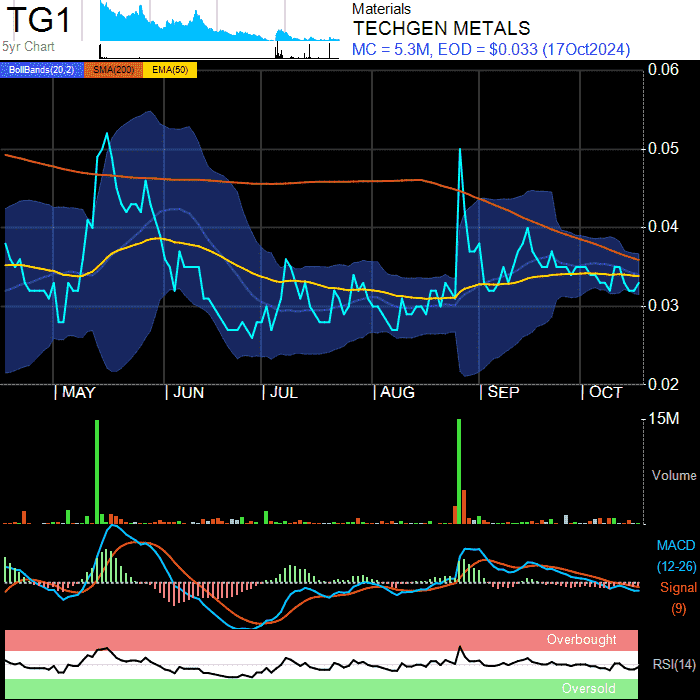 TG1
5yr Chart
Materials
TECHGEN METALS
MC = 5.3M, EOD = $0.033 (17Oct2024)
BollBands(20,2) SMA(200) EMA(50)
0.06
0.05
0.04
0.03
0.02
MAY JUN JUL AUG SEP OCT
15M
Volume
MACD
(12-26)
Signal
(9)
Overbought
RSI(14)
Oversold